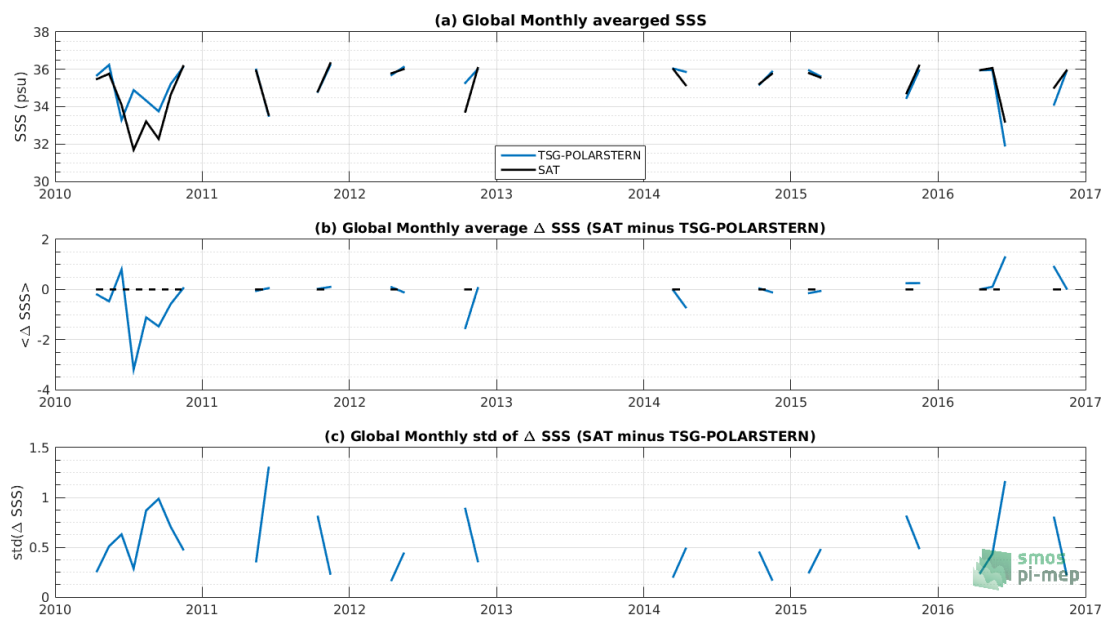 (a) Global Monthly avearged SSS
38
36
34
32
30
SSS (psu)
TSG-POLARSTERN
SAT
2010 2011 2012 2013 2014 2015 2016 2017
(b) Global Monthly average Δ SSS (SAT minus TSG-POLARSTERN)
2
0
-2
-4
<Δ SSS>
2010 2011 2012 2013 2014 2015 2016 2017
(c) Global Monthly std of Δ SSS (SAT minus TSG-POLARSTERN)
1.5
1
0.5
0
std(Δ SSS)
smos
pi-mep
2010 2011 2012 2013 2014 2015 2016 2017